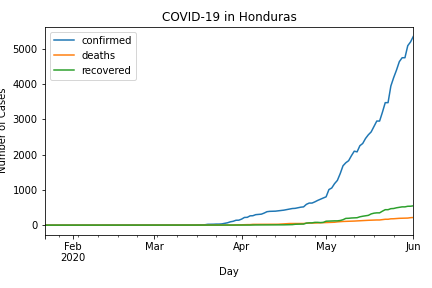 COVID-19 in Honduras
confirmed
deaths
recovered
Number of Cases
5000
4000
3000
2000
1000
0
Feb
2020
Mar
Apr
May
Jun
Day